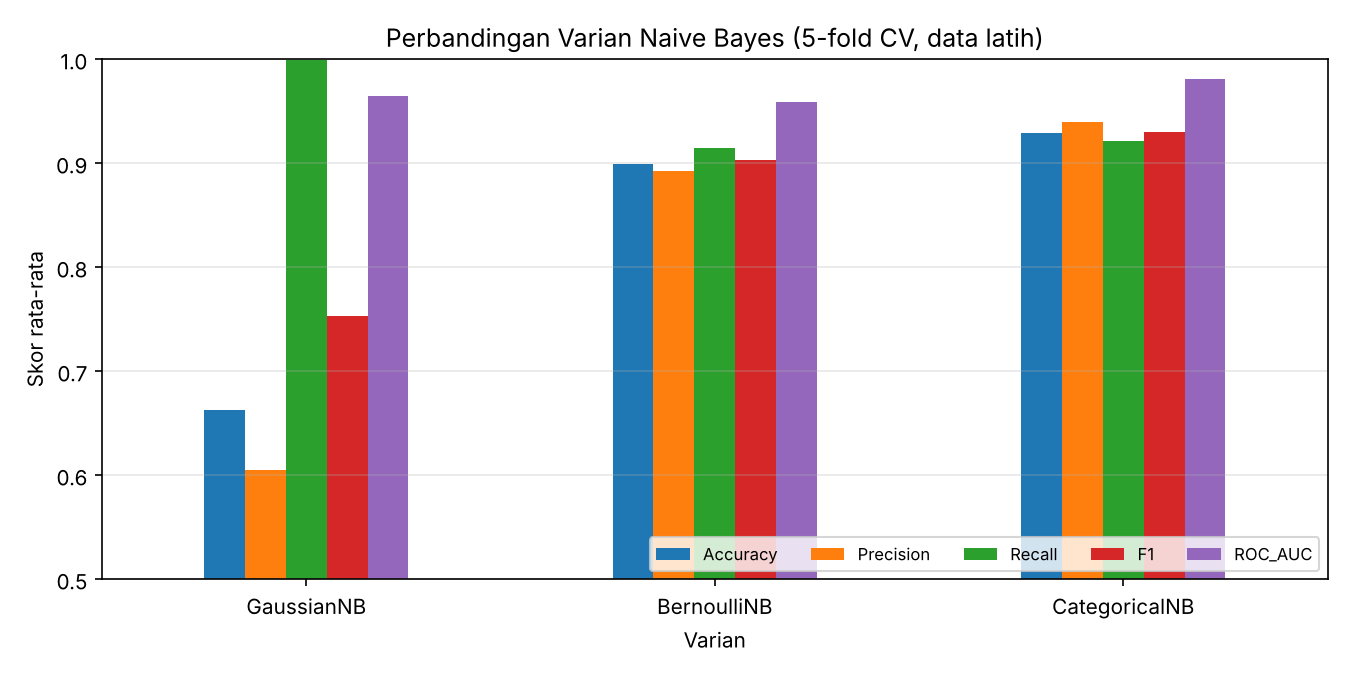 Perbandingan Varian Naive Bayes (5-fold CV, data latih)
Skor rata-rata
1.0
0.9
0.8
0.7
0.6
0.5
Accuracy Precision Recall F1 ROC_AUC
GaussianNB BernoulliNB CategoricalNB
Varian